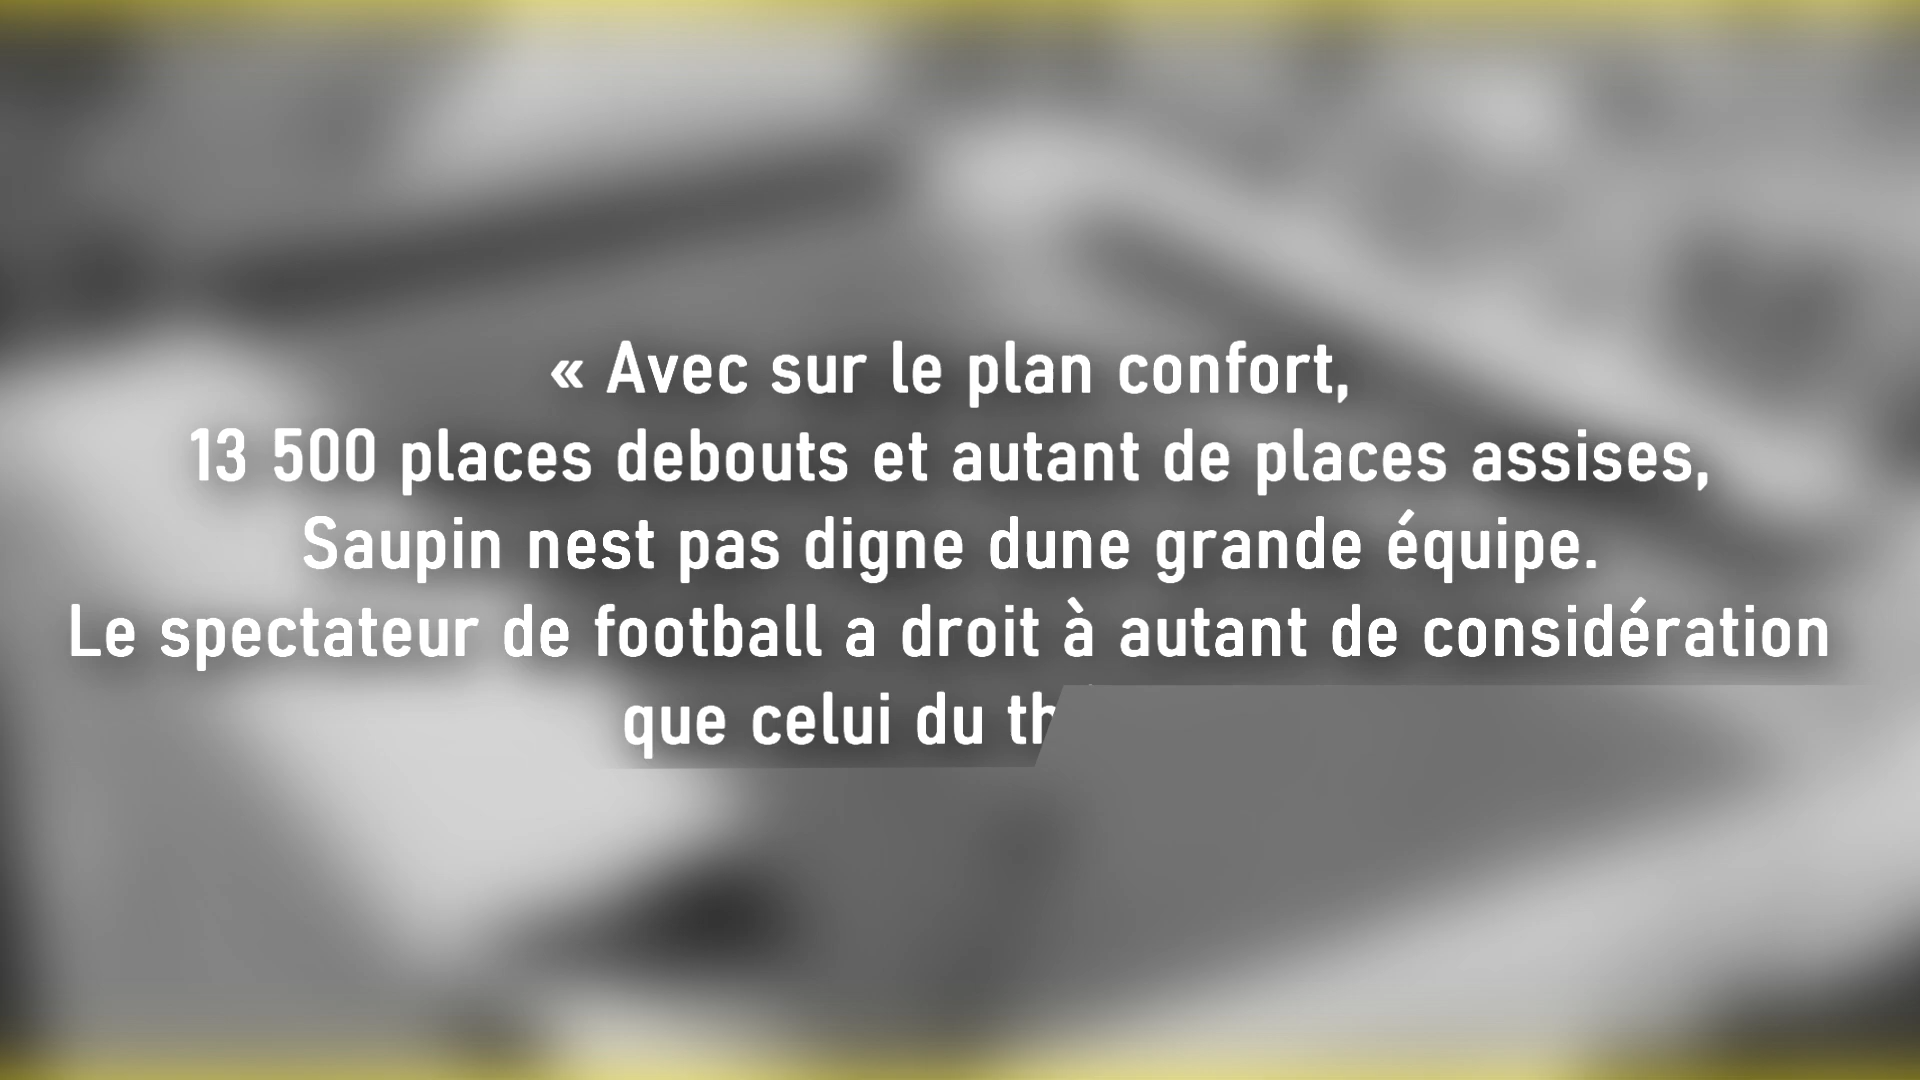 « Avec sur le plan confort,
13 500 places debouts et autant de places assises,
Saupin nest pas digne dune grande équipe.
Le spectateur de football a droit à autant de considération
que celui du